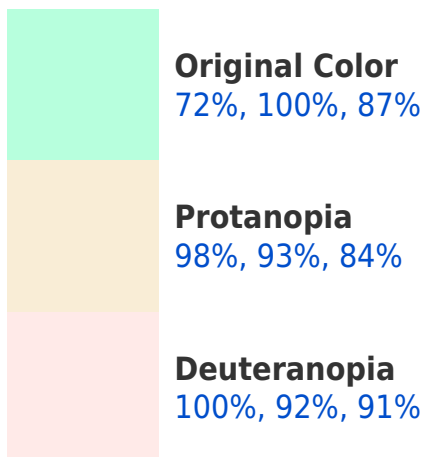 Original Color
72%, 100%, 87%
Protanopia
98%, 93%, 84%
Deuteranopia
100%, 92%, 91%